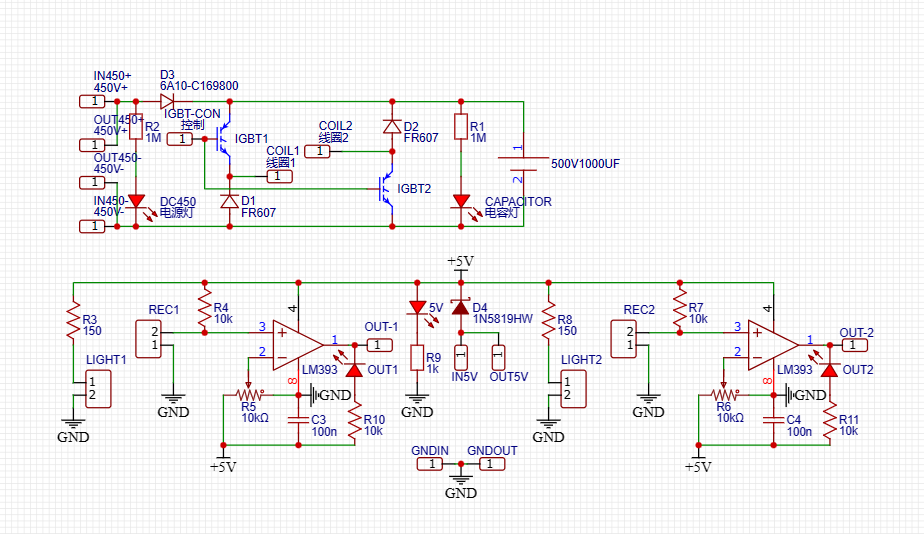 IN450+
450V+
1
D3
6A10-C169800
OUT450+
450V+
1
R2
1M
IGBT-CON
控制
1
IGBT1
COIL1
线圈1
1
COIL2
线圈2
1
D2
FR607
R1
1M
1
500V1000UF
2
OUT450-
450V-
1
IGBT2
IN450-
450V-
1
DC450
电源灯
D1
FR607
CAPACITOR
电容灯
+5V
R3
150
REC1
2
1
R4
10k
4
3
2
1
8
LM393
OUT-1
1
OUT1
5V
D4
1N5819HW
R9
1k
GND
1
IN5V
1
OUT5V
LIGHT1
1
2
GND
GND
R5
10kΩ
GND
C3
100n
R10
10k
+5V
R8
150
REC2
2
1
R7
10k
4
3
2
1
8
LM393
OUT-2
1
OUT2
LIGHT2
1
2
GND
GND
R6
10kΩ
GND
C4
100n
R11
10k
+5V
GNDIN
1
GNDOUT
1
GND